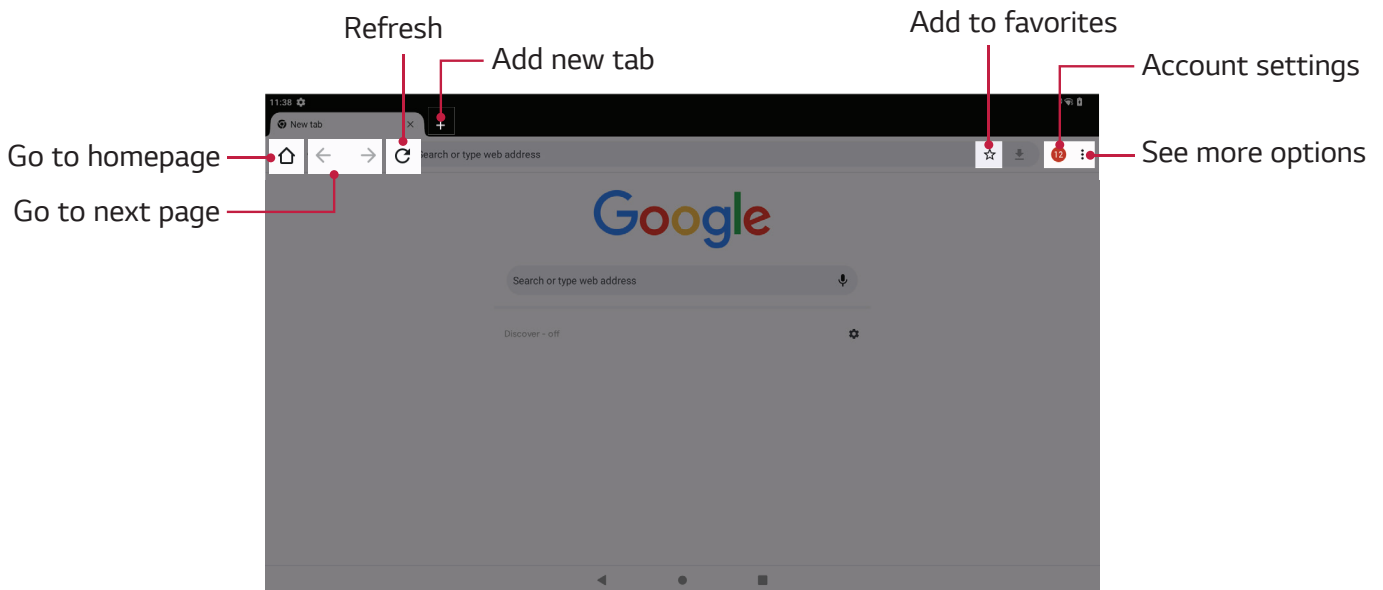 Refresh
Add to favorites
Add new tab
Account settings
11:38
New tab
Go to homepage
Search or type web address
12
See more options
Go to next page
Google
Search or type web address
Discover - off